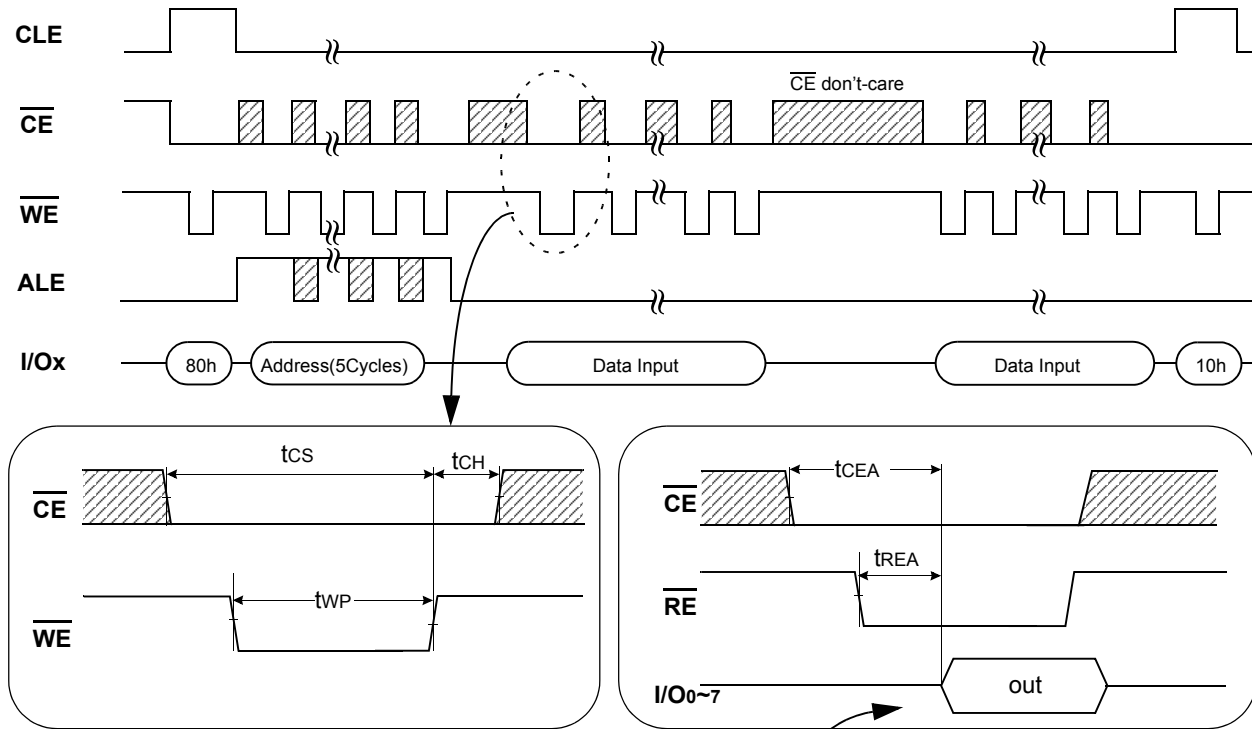 CLE
CE
CE don't-care
WE
ALE
I/Ox
80h
Address(5Cycles)
Data Input
Data Input
10h
tCS
tCH
CE
tWP
WE
tCEA
CE
tREA
RE
I/O0~7
out